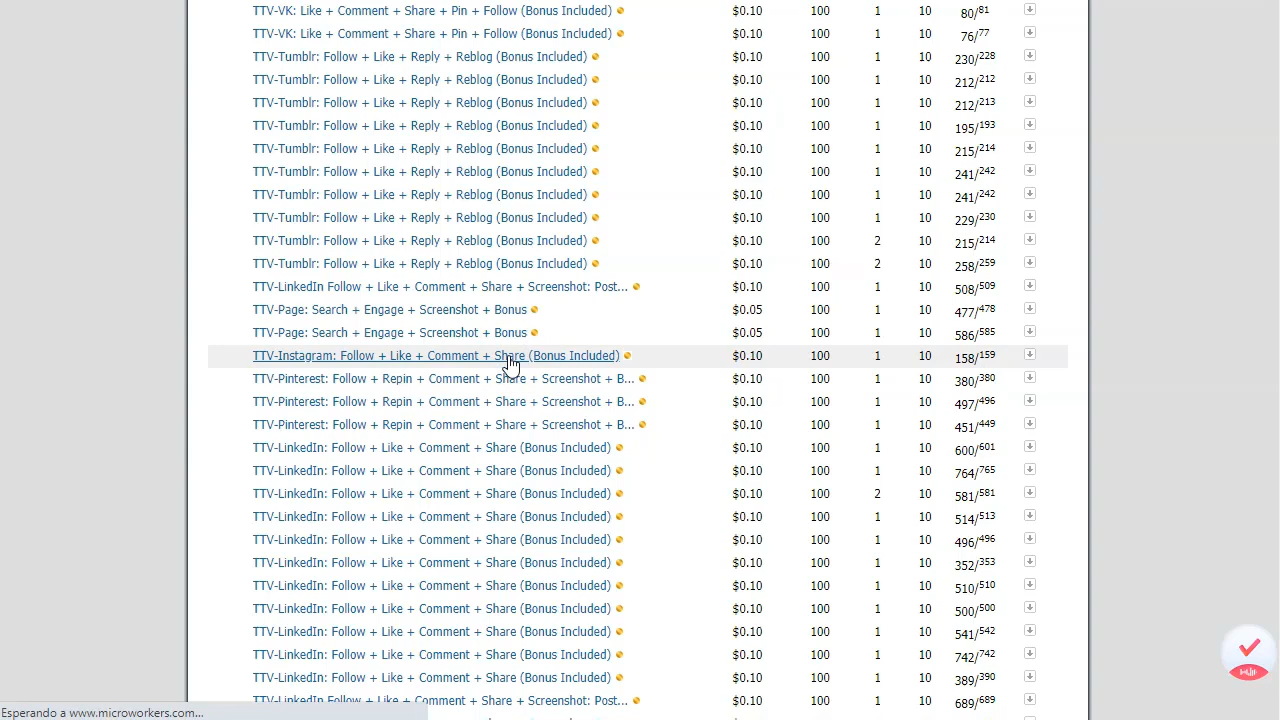 TTV-VK: Like + Comment + Share + Pin + Follow (Bonus Included) $0.10 100 1 10 80/81
TTV-VK: Like + Comment + Share + Pin + Follow (Bonus Included) $0.10 100 1 10 76/77
TTV-Tumblr: Follow + Like + Reply + Reblog (Bonus Included) $0.10 100 1 10 230/228
TTV-Tumblr: Follow + Like + Reply + Reblog (Bonus Included) $0.10 100 1 10 212/212
TTV-Tumblr: Follow + Like + Reply + Reblog (Bonus Included) $0.10 100 1 10 212/213
TTV-Tumblr: Follow + Like + Reply + Reblog (Bonus Included) $0.10 100 1 10 195/193
TTV-Tumblr: Follow + Like + Reply + Reblog (Bonus Included) $0.10 100 1 10 215/214
TTV-Tumblr: Follow + Like + Reply + Reblog (Bonus Included) $0.10 100 1 10 241/242
TTV-Tumblr: Follow + Like + Reply + Reblog (Bonus Included) $0.10 100 1 10 241/242
TTV-Tumblr: Follow + Like + Reply + Reblog (Bonus Included) $0.10 100 1 10 229/230
TTV-Tumblr: Follow + Like + Reply + Reblog (Bonus Included) $0.10 100 2 10 215/214
TTV-Tumblr: Follow + Like + Reply + Reblog (Bonus Included) $0.10 100 2 10 258/259
TTV-LinkedIn Follow + Like + Comment + Share + Screenshot: Post... $0.10 100 1 10 508/509
TTV-Page: Search + Engage + Screenshot + Bonus $0.05 100 1 10 477/478
TTV-Page: Search + Engage + Screenshot + Bonus $0.05 100 1 10 586/585
TTV-Instagram: Follow + Like + Comment + Share (Bonus Included) $0.10 100 1 10 158/159
TTV-Pinterest: Follow + Repin + Comment + Share + Screenshot + B... $0.10 100 1 10 380/380
TTV-Pinterest: Follow + Repin + Comment + Share + Screenshot + B... $0.10 100 1 10 497/496
TTV-Pinterest: Follow + Repin + Comment + Share + Screenshot + B... $0.10 100 1 10 451/449
TTV-LinkedIn: Follow + Like + Comment + Share (Bonus Included) $0.10 100 1 10 600/601
TTV-LinkedIn: Follow + Like + Comment + Share (Bonus Included) $0.10 100 1 10 764/765
TTV-LinkedIn: Follow + Like + Comment + Share (Bonus Included) $0.10 100 2 10 581/581
TTV-LinkedIn: Follow + Like + Comment + Share (Bonus Included) $0.10 100 1 10 514/513
TTV-LinkedIn: Follow + Like + Comment + Share (Bonus Included) $0.10 100 1 10 496/496
TTV-LinkedIn: Follow + Like + Comment + Share (Bonus Included) $0.10 100 1 10 352/353
TTV-LinkedIn: Follow + Like + Comment + Share (Bonus Included) $0.10 100 1 10 510/510
TTV-LinkedIn: Follow + Like + Comment + Share (Bonus Included) $0.10 100 1 10 500/500
TTV-LinkedIn: Follow + Like + Comment + Share (Bonus Included) $0.10 100 1 10 541/542
TTV-LinkedIn: Follow + Like + Comment + Share (Bonus Included) $0.10 100 1 10 742/742
TTV-LinkedIn: Follow + Like + Comment + Share (Bonus Included) $0.10 100 1 10 389/390
TTV-LinkedIn Follow + Like + Comment + Share + Screenshot: Post... $0.10 100 1 10 689/689
Esperando a www.microworkers.com...